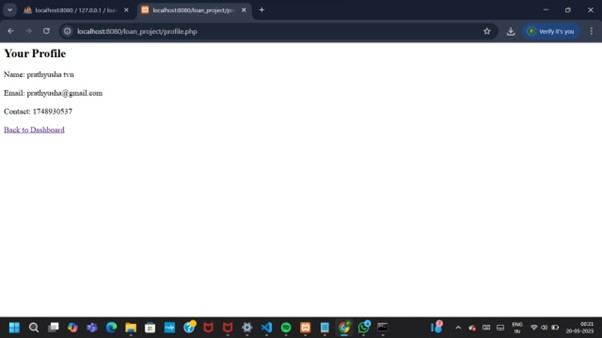 localhost:8080 / 127.0.0.1 / loan
localhost:8080/loan_project/pro
localhost:8080/loan_project/profile.php
Verify it's you
Your Profile
Name: prathyusha tvn
Email: prathyusha@gmail.com
Contact: 1748930537
Back to Dashboard
ENG
IN
00:21
20-05-2025